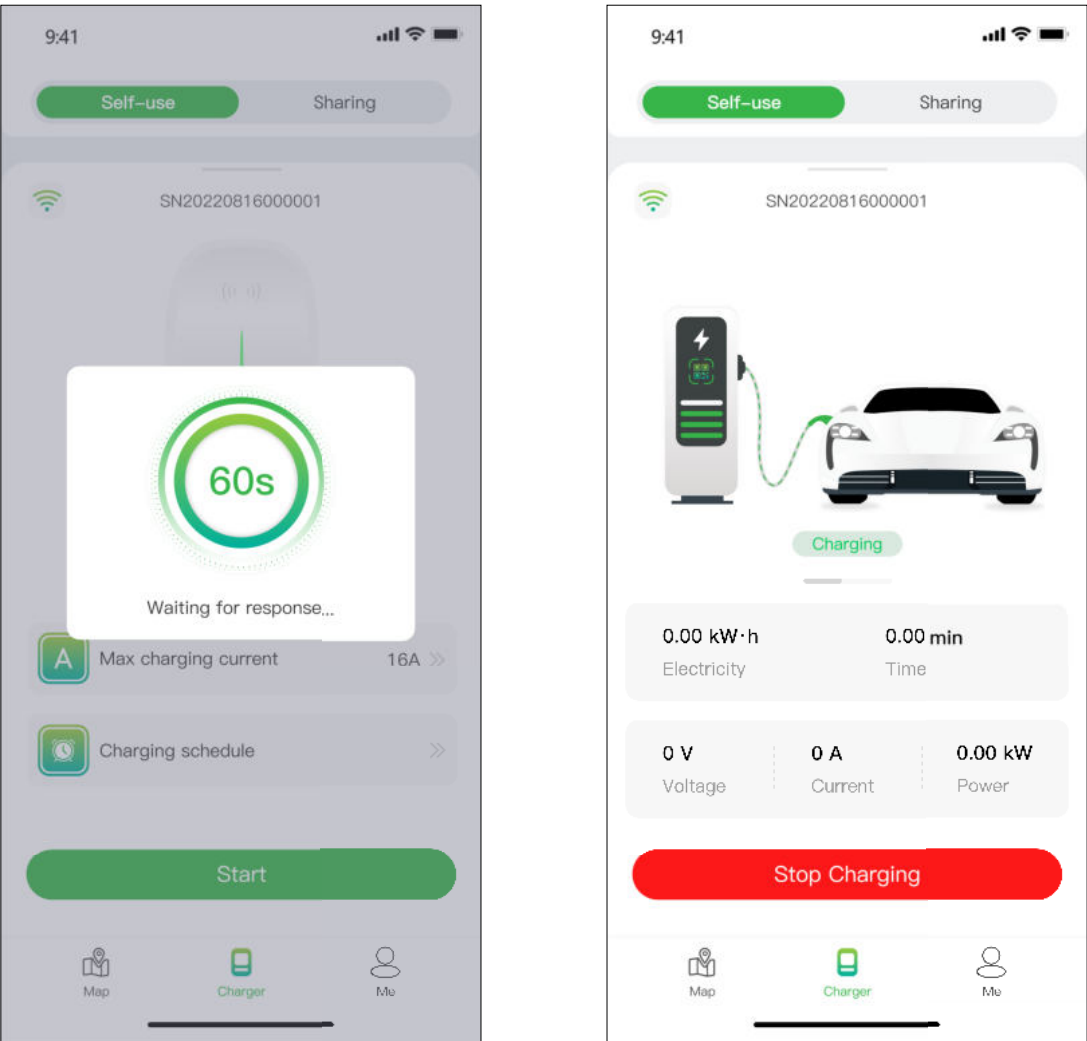 9:41
Self-use
Sharing
SN20220816000001
60s
Waiting for response...
A
Max charging current
16A
Charging schedule
Start
Map
Charger
Me
9:41
Self-use
Sharing
SN20220816000001
Charging
0.00 kW·h
0.00 min
Electricity
Time
0 V
0 A
0.00 kW
Voltage
Current
Power
Stop Charging
Map
Charger
Me